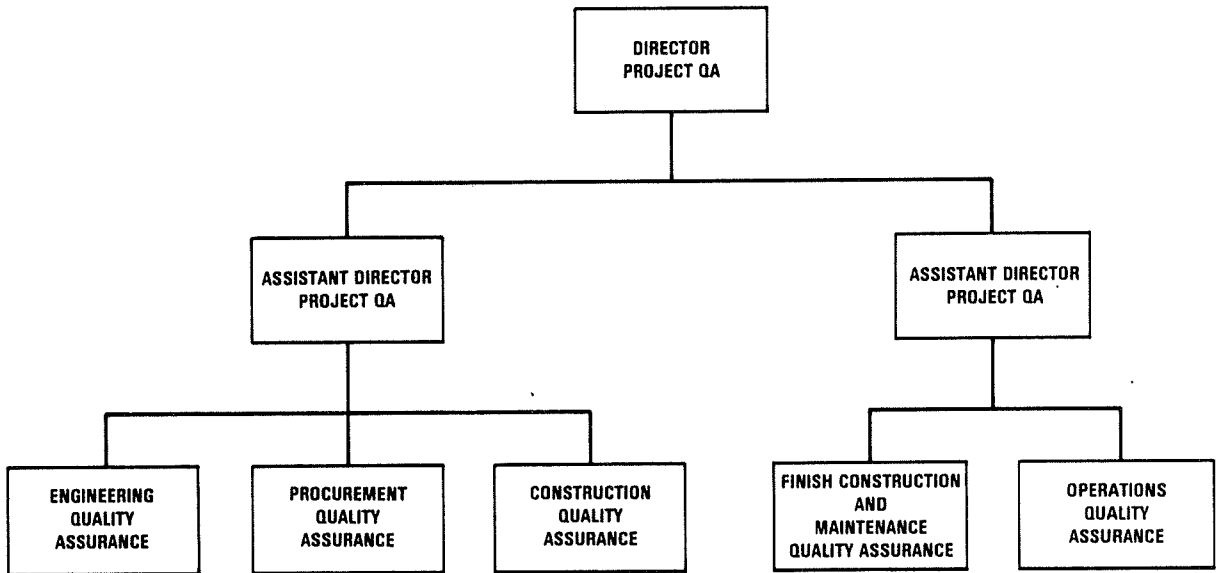 DIRECTOR
PROJECT QA
ASSISTANT DIRECTOR
PROJECT QA
ASSISTANT DIRECTOR
PROJECT QA
ENGINEERING
QUALITY
ASSURANCE
PROCUREMENT
QUALITY
ASSURANCE
CONSTRUCTION
QUALITY
ASSURANCE
FINISH CONSTRUCTION
AND
MAINTENANCE
QUALITY ASSURANCE
OPERATIONS
QUALITY
ASSURANCE